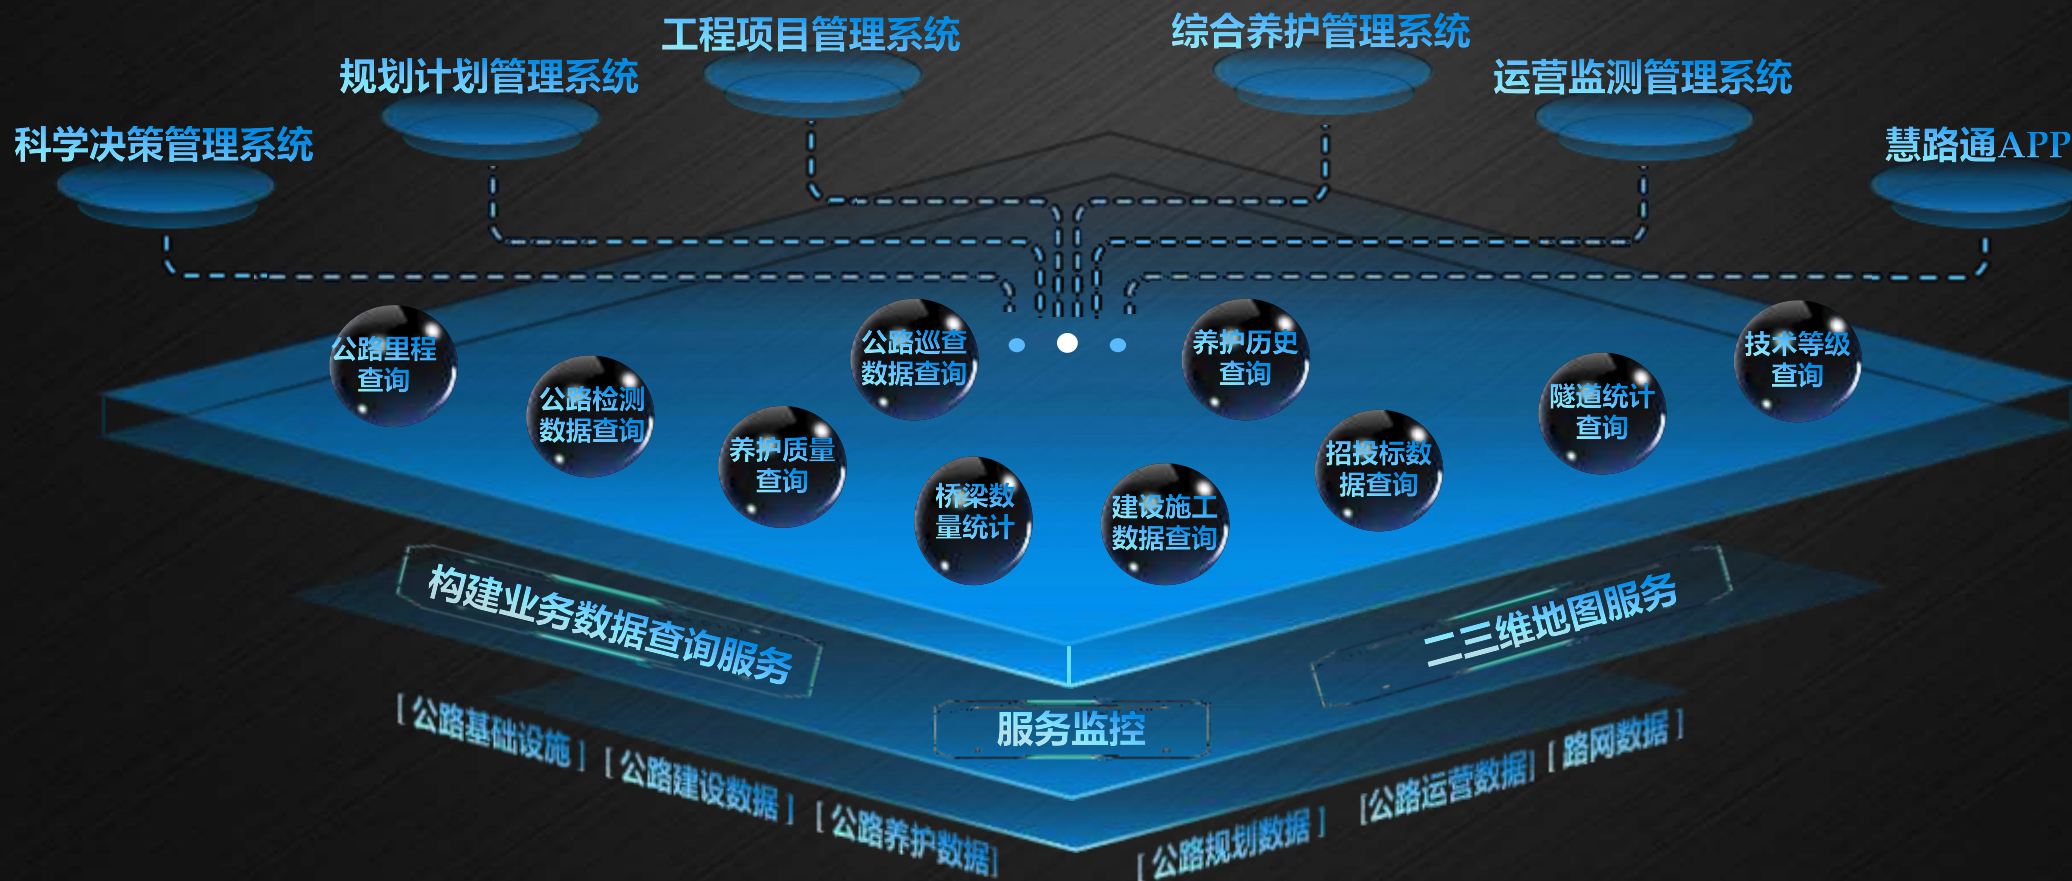 工程项目管理系统
综合养护管理系统
规划计划管理系统
运营监测管理系统
科学决策管理系统
慧路通APP
公路里程
查询
公路检测
数据查询
养护质量
查询
公路巡查
数据查询
桥梁数
量统计
建设施工
数据查询
养护历史
查询
招投标数
据查询
隧道统计
查询
技术等级
查询
构建业务数据查询服务
服务监控
二三维地图服务
[ 公路基础设施 ]
[ 公路建设数据 ]
[ 公路养护数据]
[ 公路规划数据 ]
[公路运营数据]
[ 路网数据 ]